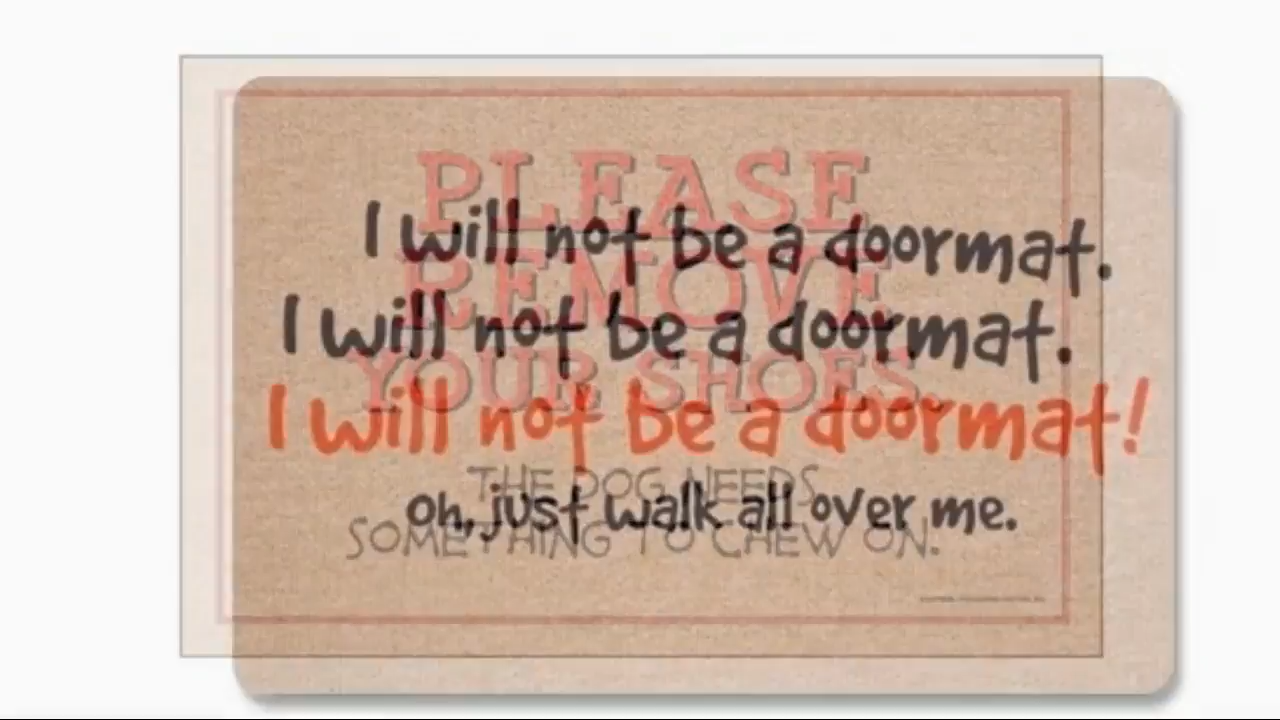 PLEASE
I will not be a doormat.
REMOVE
I will not be a doormat.
YOUR SHOES
I will not be a doormat!
THE DOG NEEDS
oh, just walk all over me.
SOMETHING TO CHEW ON.